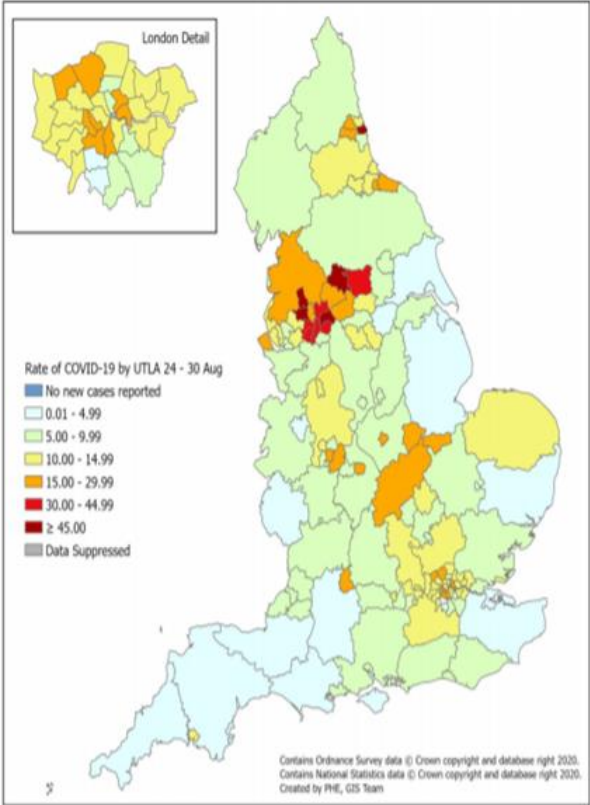 London Detail
Rate of COVID-19 by UTLA 24 - 30 Aug
No new cases reported
0.01 - 4.99
5.00 - 9.99
10.00 - 14.99
15.00 - 29.99
30.00 - 44.99
≥ 45.00
Data Suppressed
Contains Ordnance Survey data © Crown copyright and database right 2020.
Contains National Statistics data © Crown copyright and database right 2020.
Created by PHE, GIS Team